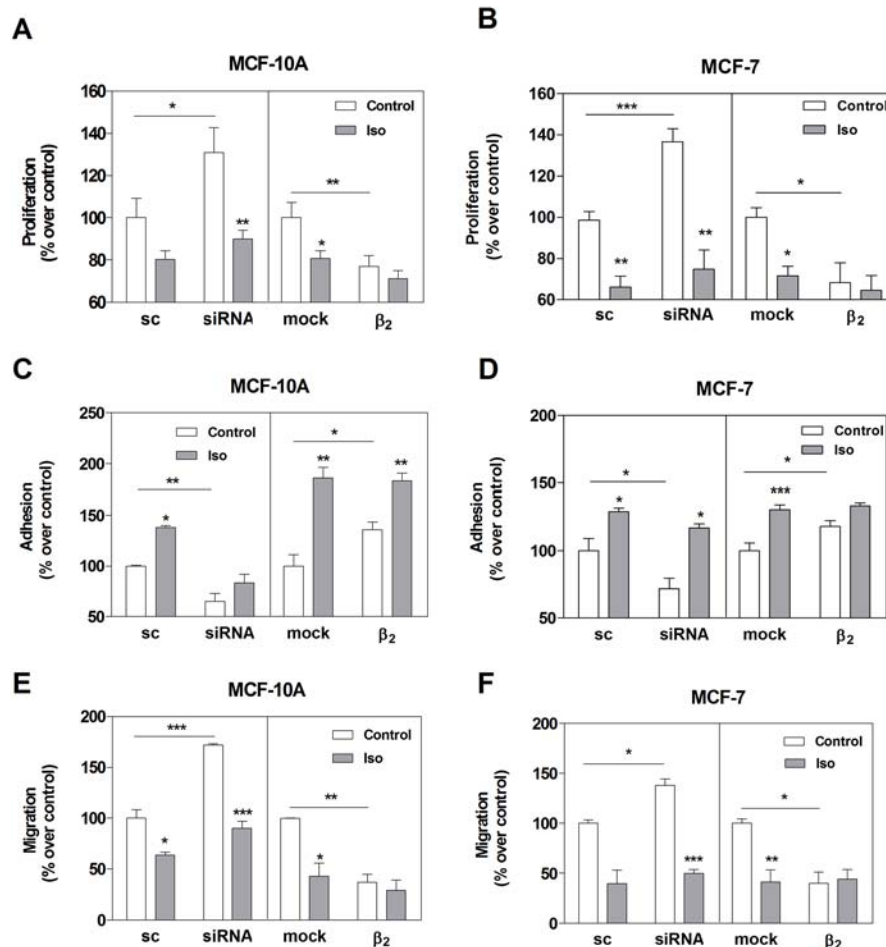 A
MCF-10A
Proliferation
(% over control)
160
140
120
100
80
60
*
**
**
*
Control
Iso
sc siRNA mock β2
B
MCF-7
Proliferation
(% over control)
160
140
120
100
80
60
***
**
**
*
*
Control
Iso
sc siRNA mock β2
C
MCF-10A
Adhesion
(% over control)
250
200
150
100
50
Control
Iso
**
*
*
**
**
sc siRNA mock β2
D
MCF-7
Adhesion
(% over control)
200
150
100
50
Control
Iso
*
*
*
*
***
sc siRNA mock β2
E
MCF-10A
Migration
(% over control)
200
150
100
50
0
***
*
***
**
*
Control
Iso
sc siRNA mock β2
F
MCF-7
Migration
(% over control)
200
150
100
50
0
*
***
*
**
Control
Iso
sc siRNA mock β2